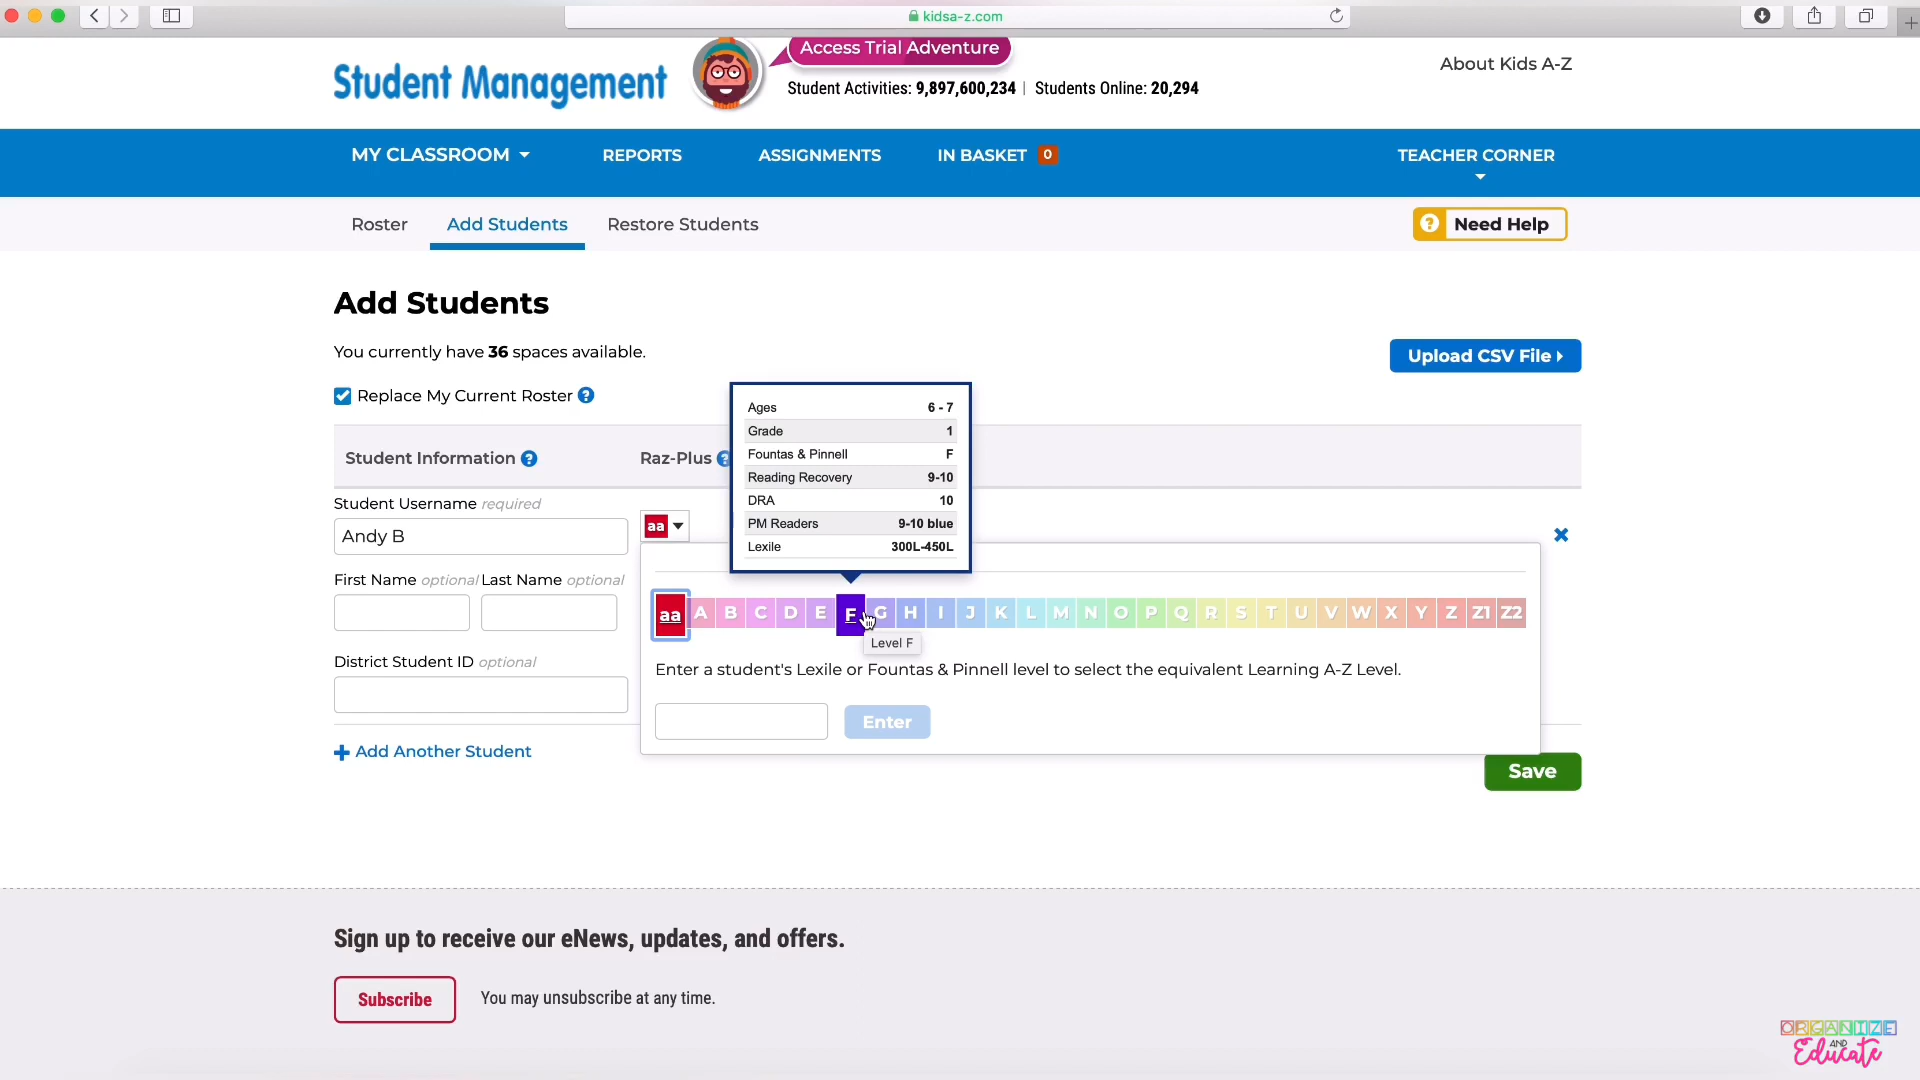 kidsa-z.com
Access Trial Adventure
Student Management
Student Activities: 9,897,600,234 | Students Online: 20,294
About Kids A-Z
MY CLASSROOM
REPORTS
ASSIGNMENTS
IN BASKET 0
TEACHER CORNER
Roster
Add Students
Restore Students
? Need Help
Add Students
You currently have 36 spaces available.
Upload CSV File
Replace My Current Roster ?
Ages 6 - 7
Grade 1
Fountas & Pinnell F
Reading Recovery 9-10
DRA 10
PM Readers 9-10 blue
Lexile 300L-450L
Student Information ?
Raz-Plus ?
Student Username required
Andy B
aa
First Name optional Last Name optional
District Student ID optional
aa A B C D E F G H I J K L M N O P Q R S T U V W X Y Z Z1 Z2
Level F
Enter a student's Lexile or Fountas & Pinnell level to select the equivalent Learning A-Z Level.
Enter
Add Another Student
Save
Sign up to receive our eNews, updates, and offers.
Subscribe
You may unsubscribe at any time.
ORGANIZE
AND
Educate